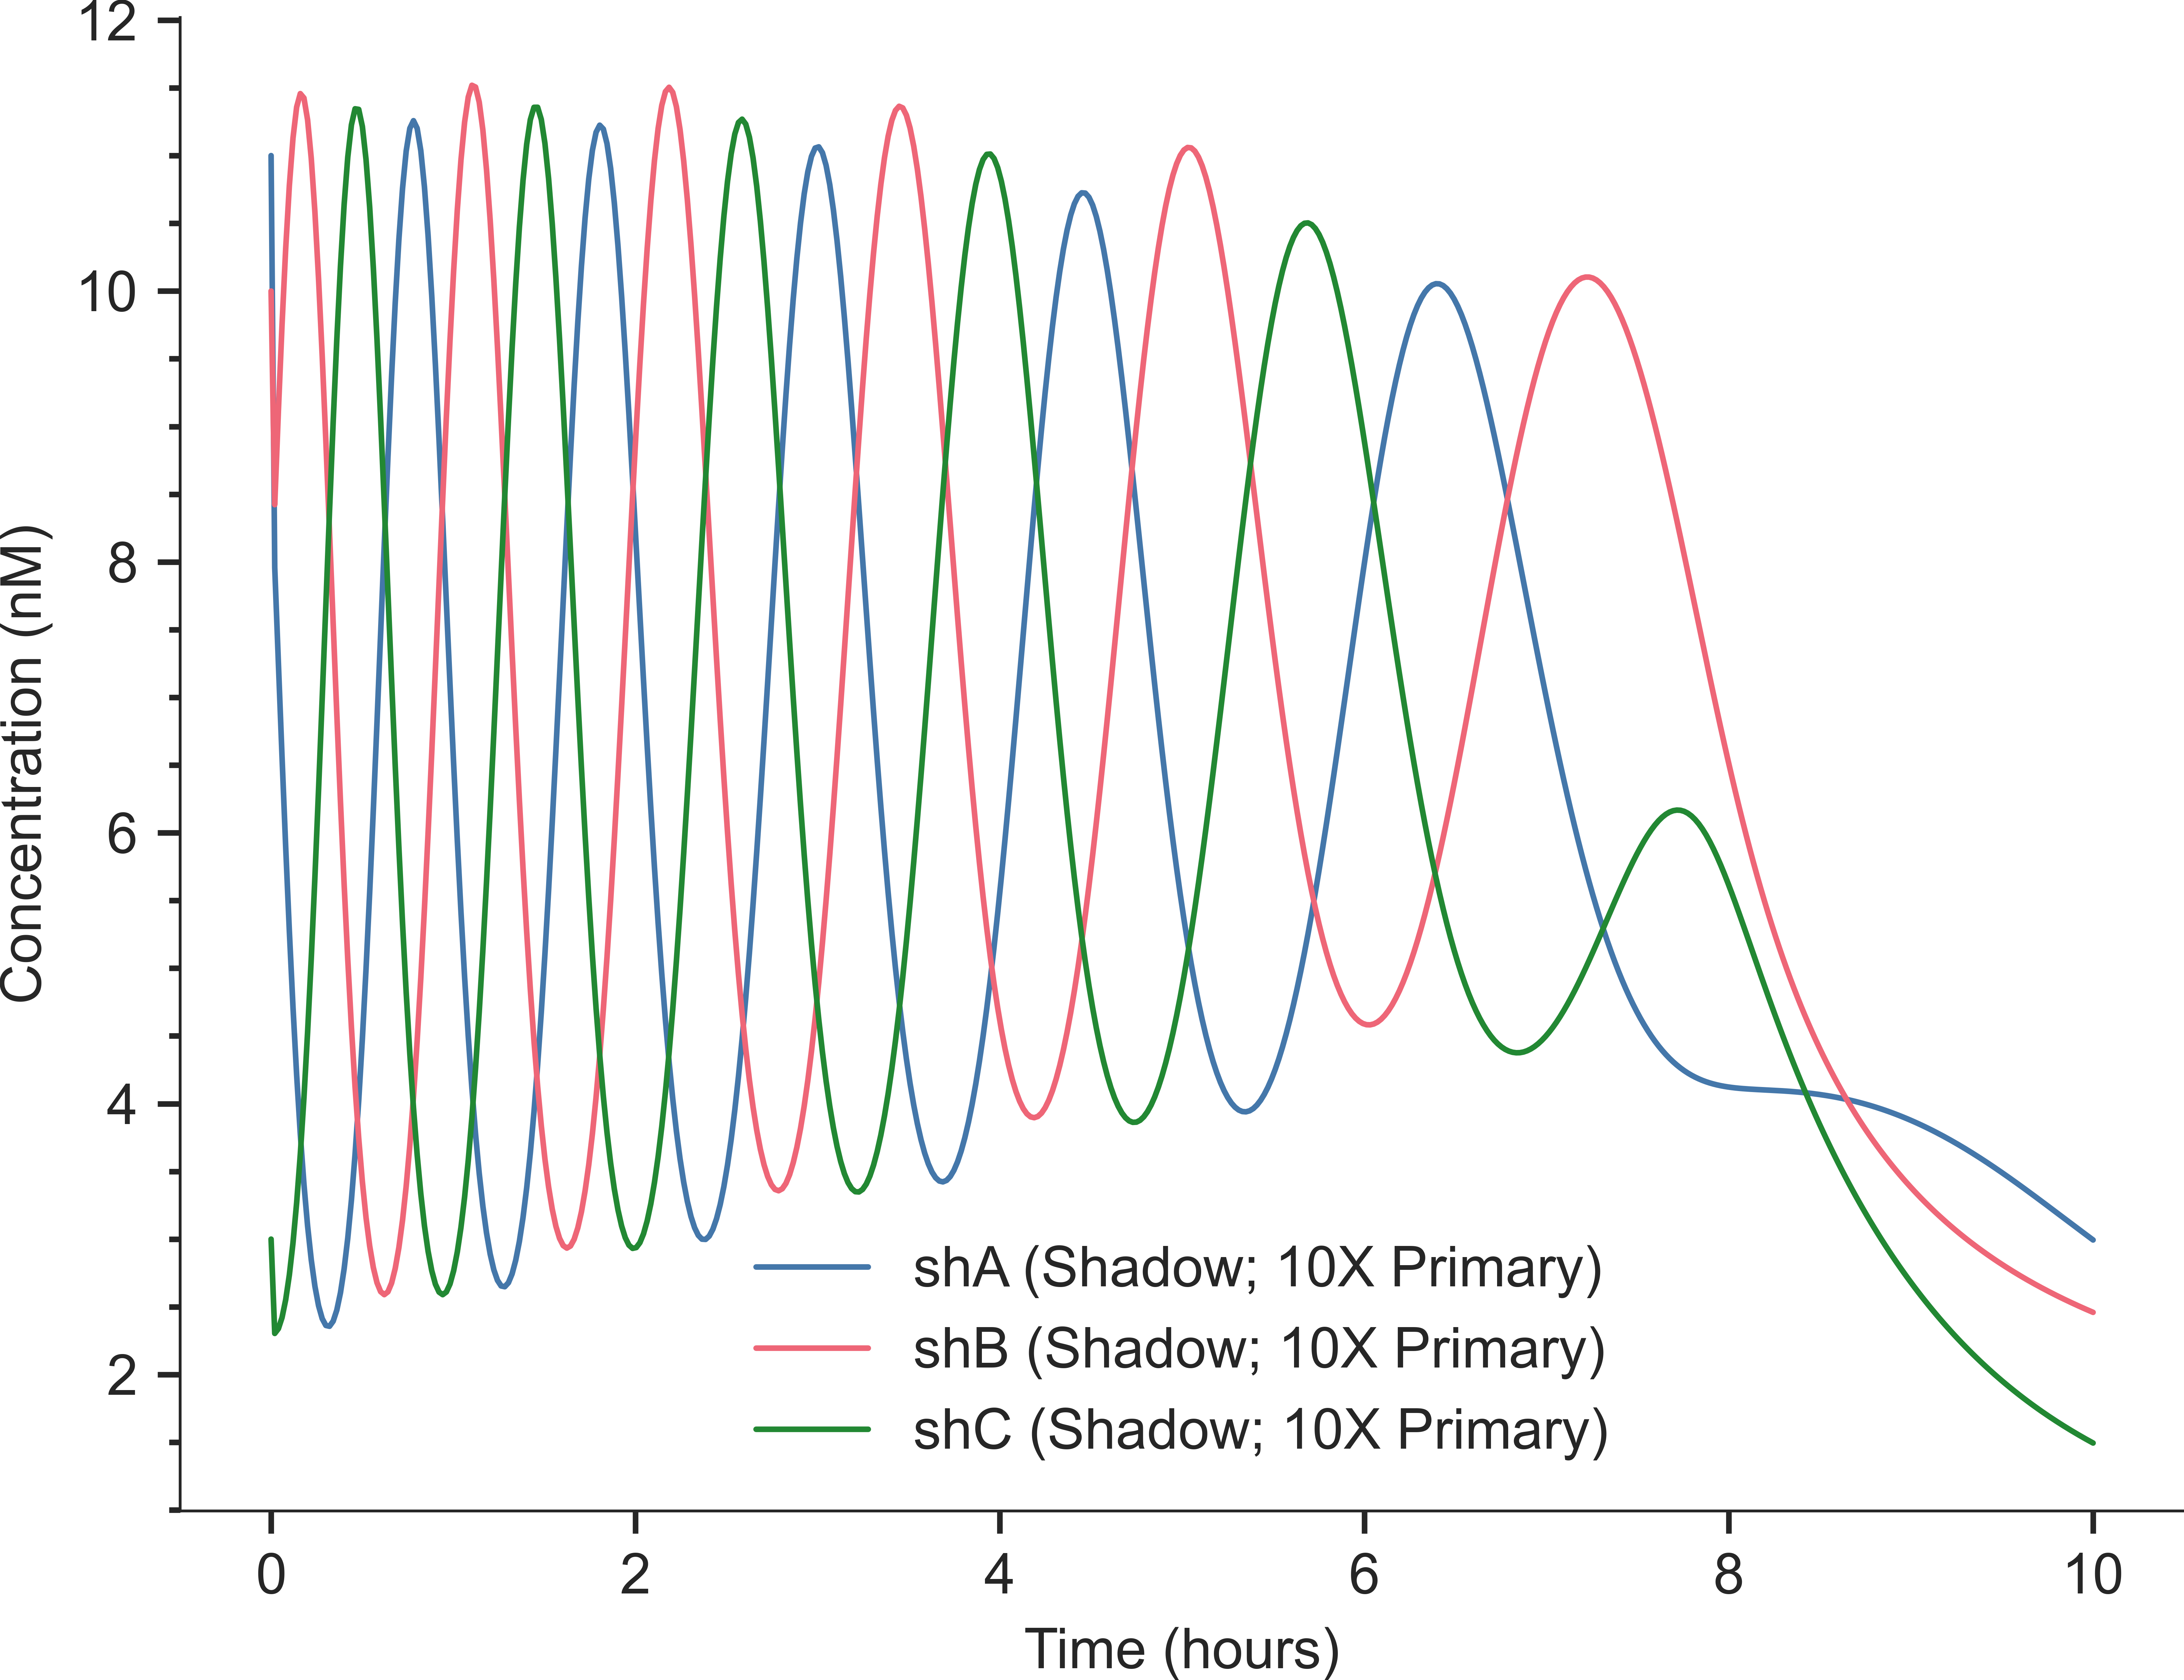 12
10
8
6
4
2
Concentration (nM)
shA (Shadow; 10X Primary)
shB (Shadow; 10X Primary)
shC (Shadow; 10X Primary)
0 2 4 6 8 10
Time (hours)